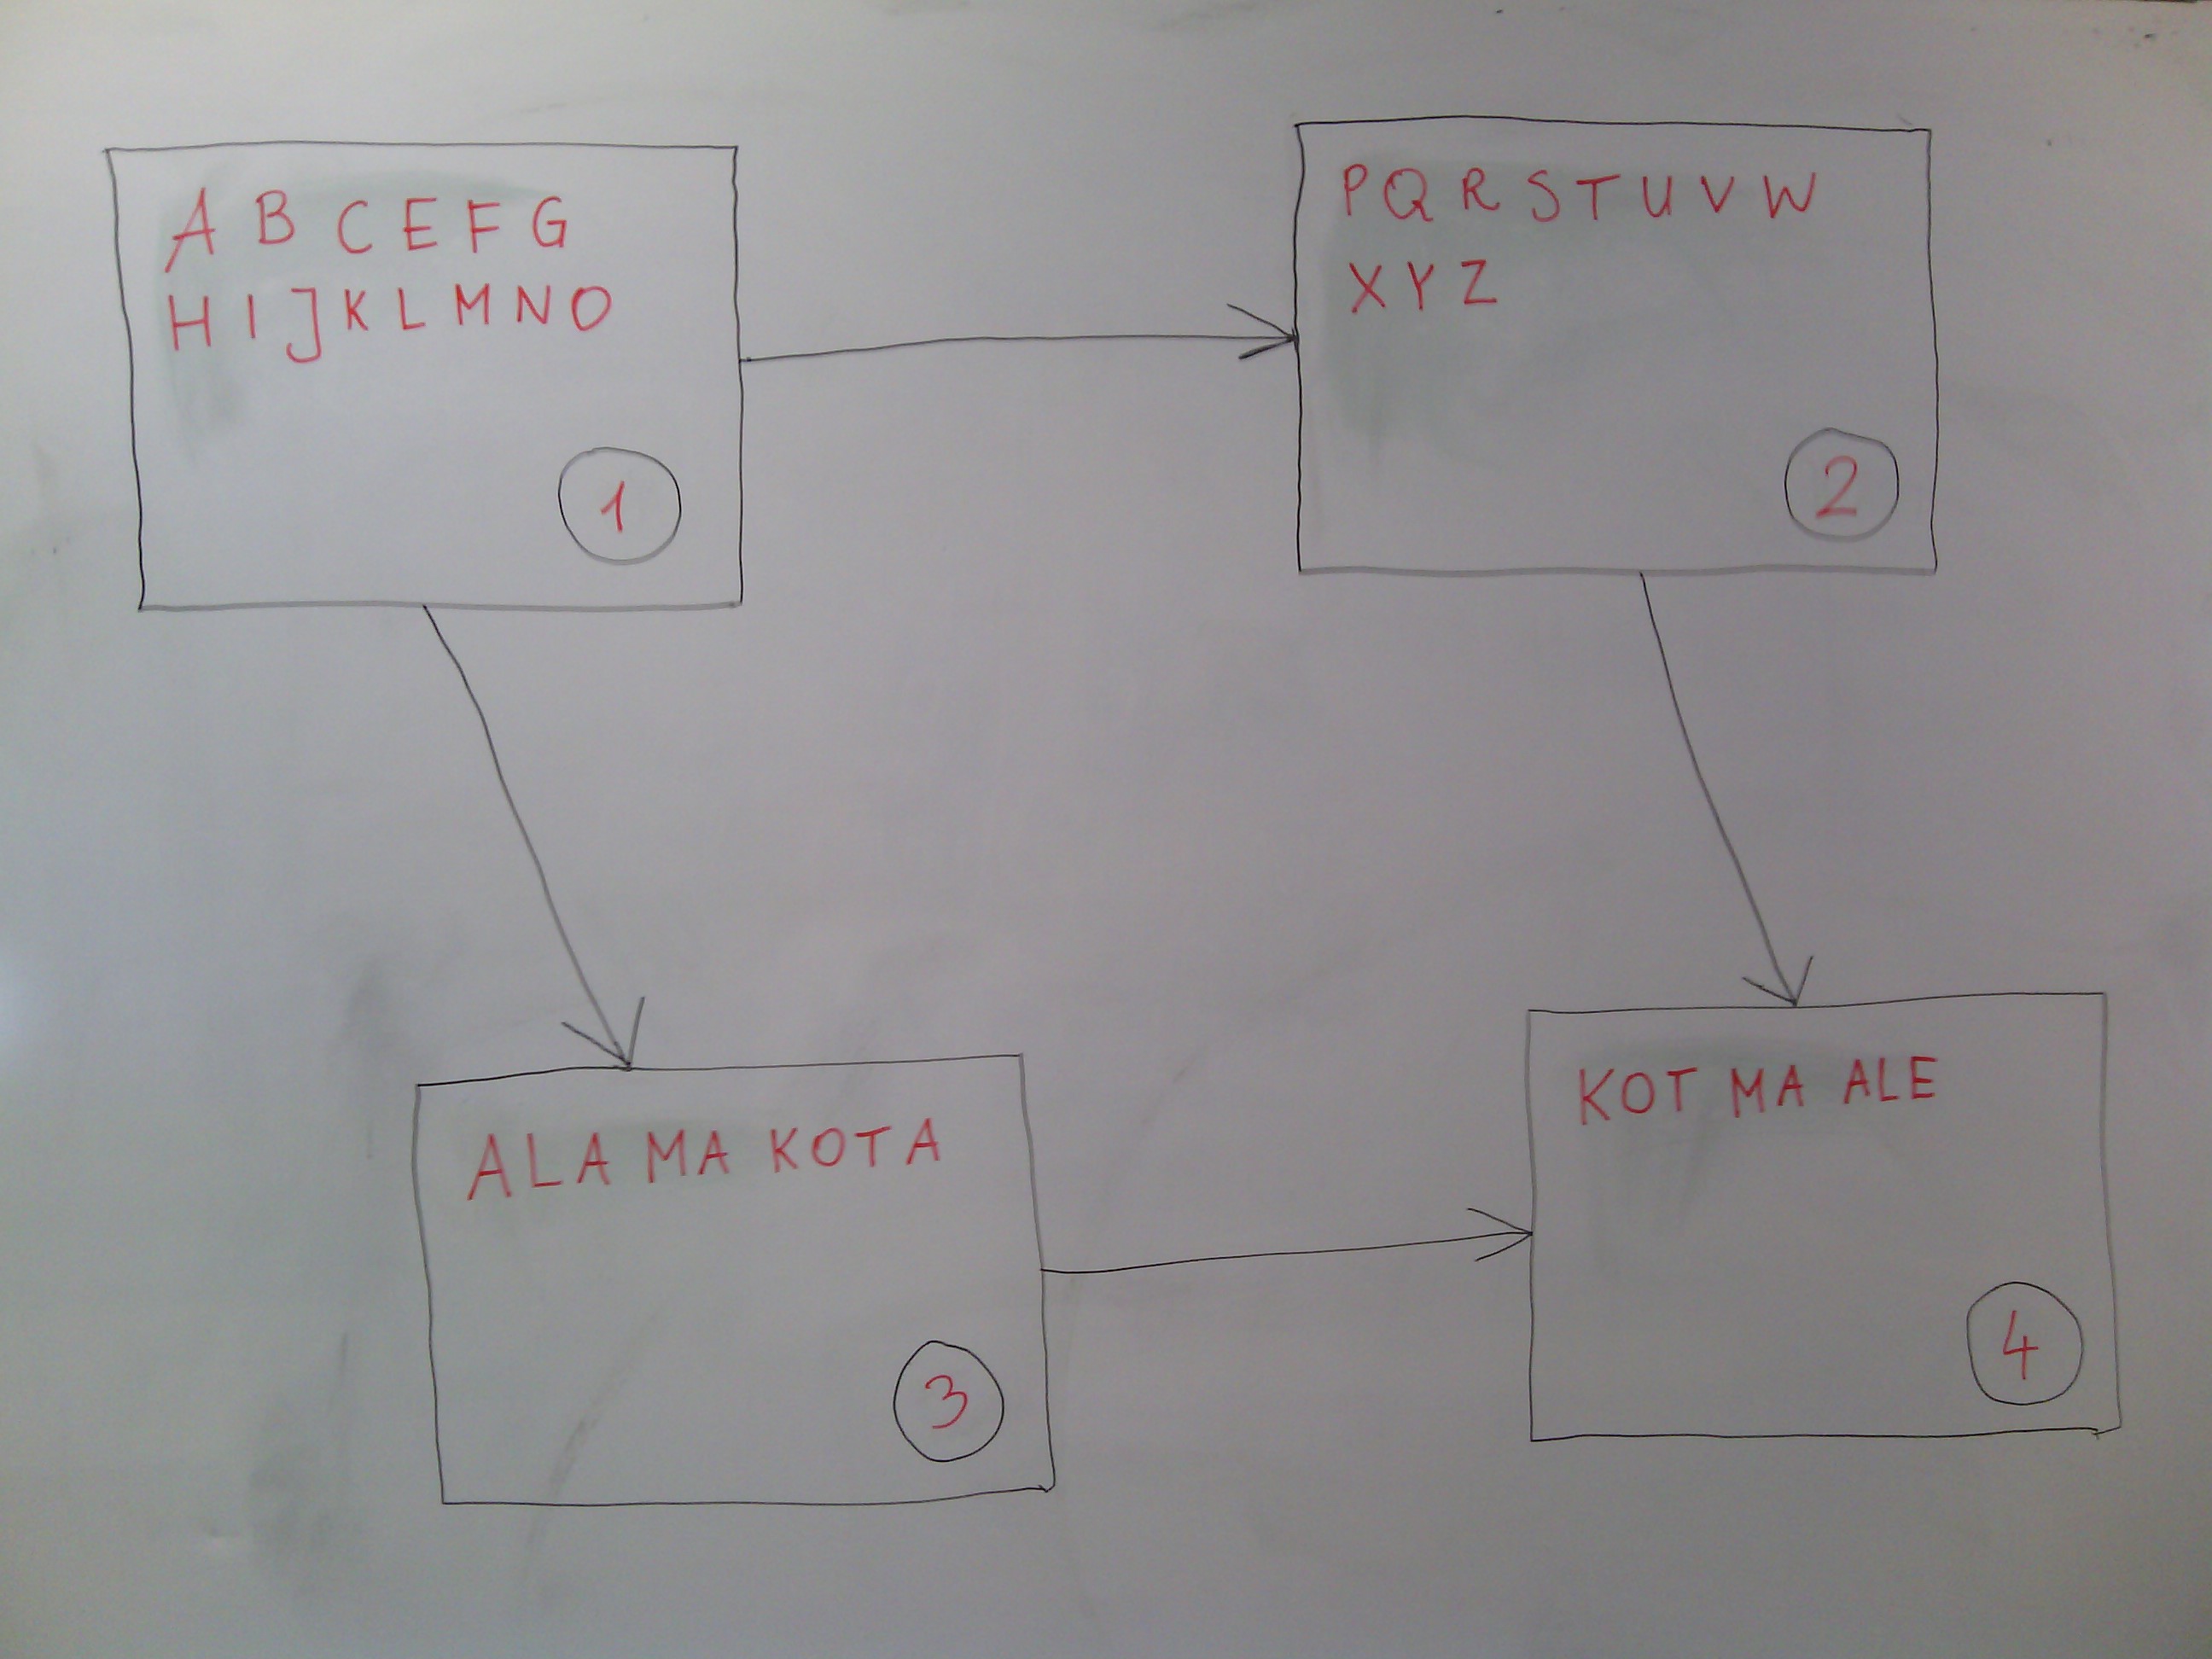 A B C E F G
H I J K L M N O
1
P Q R S T U V W
X Y Z
2
ALA MA KOTA
3
KOT MA ALE
4